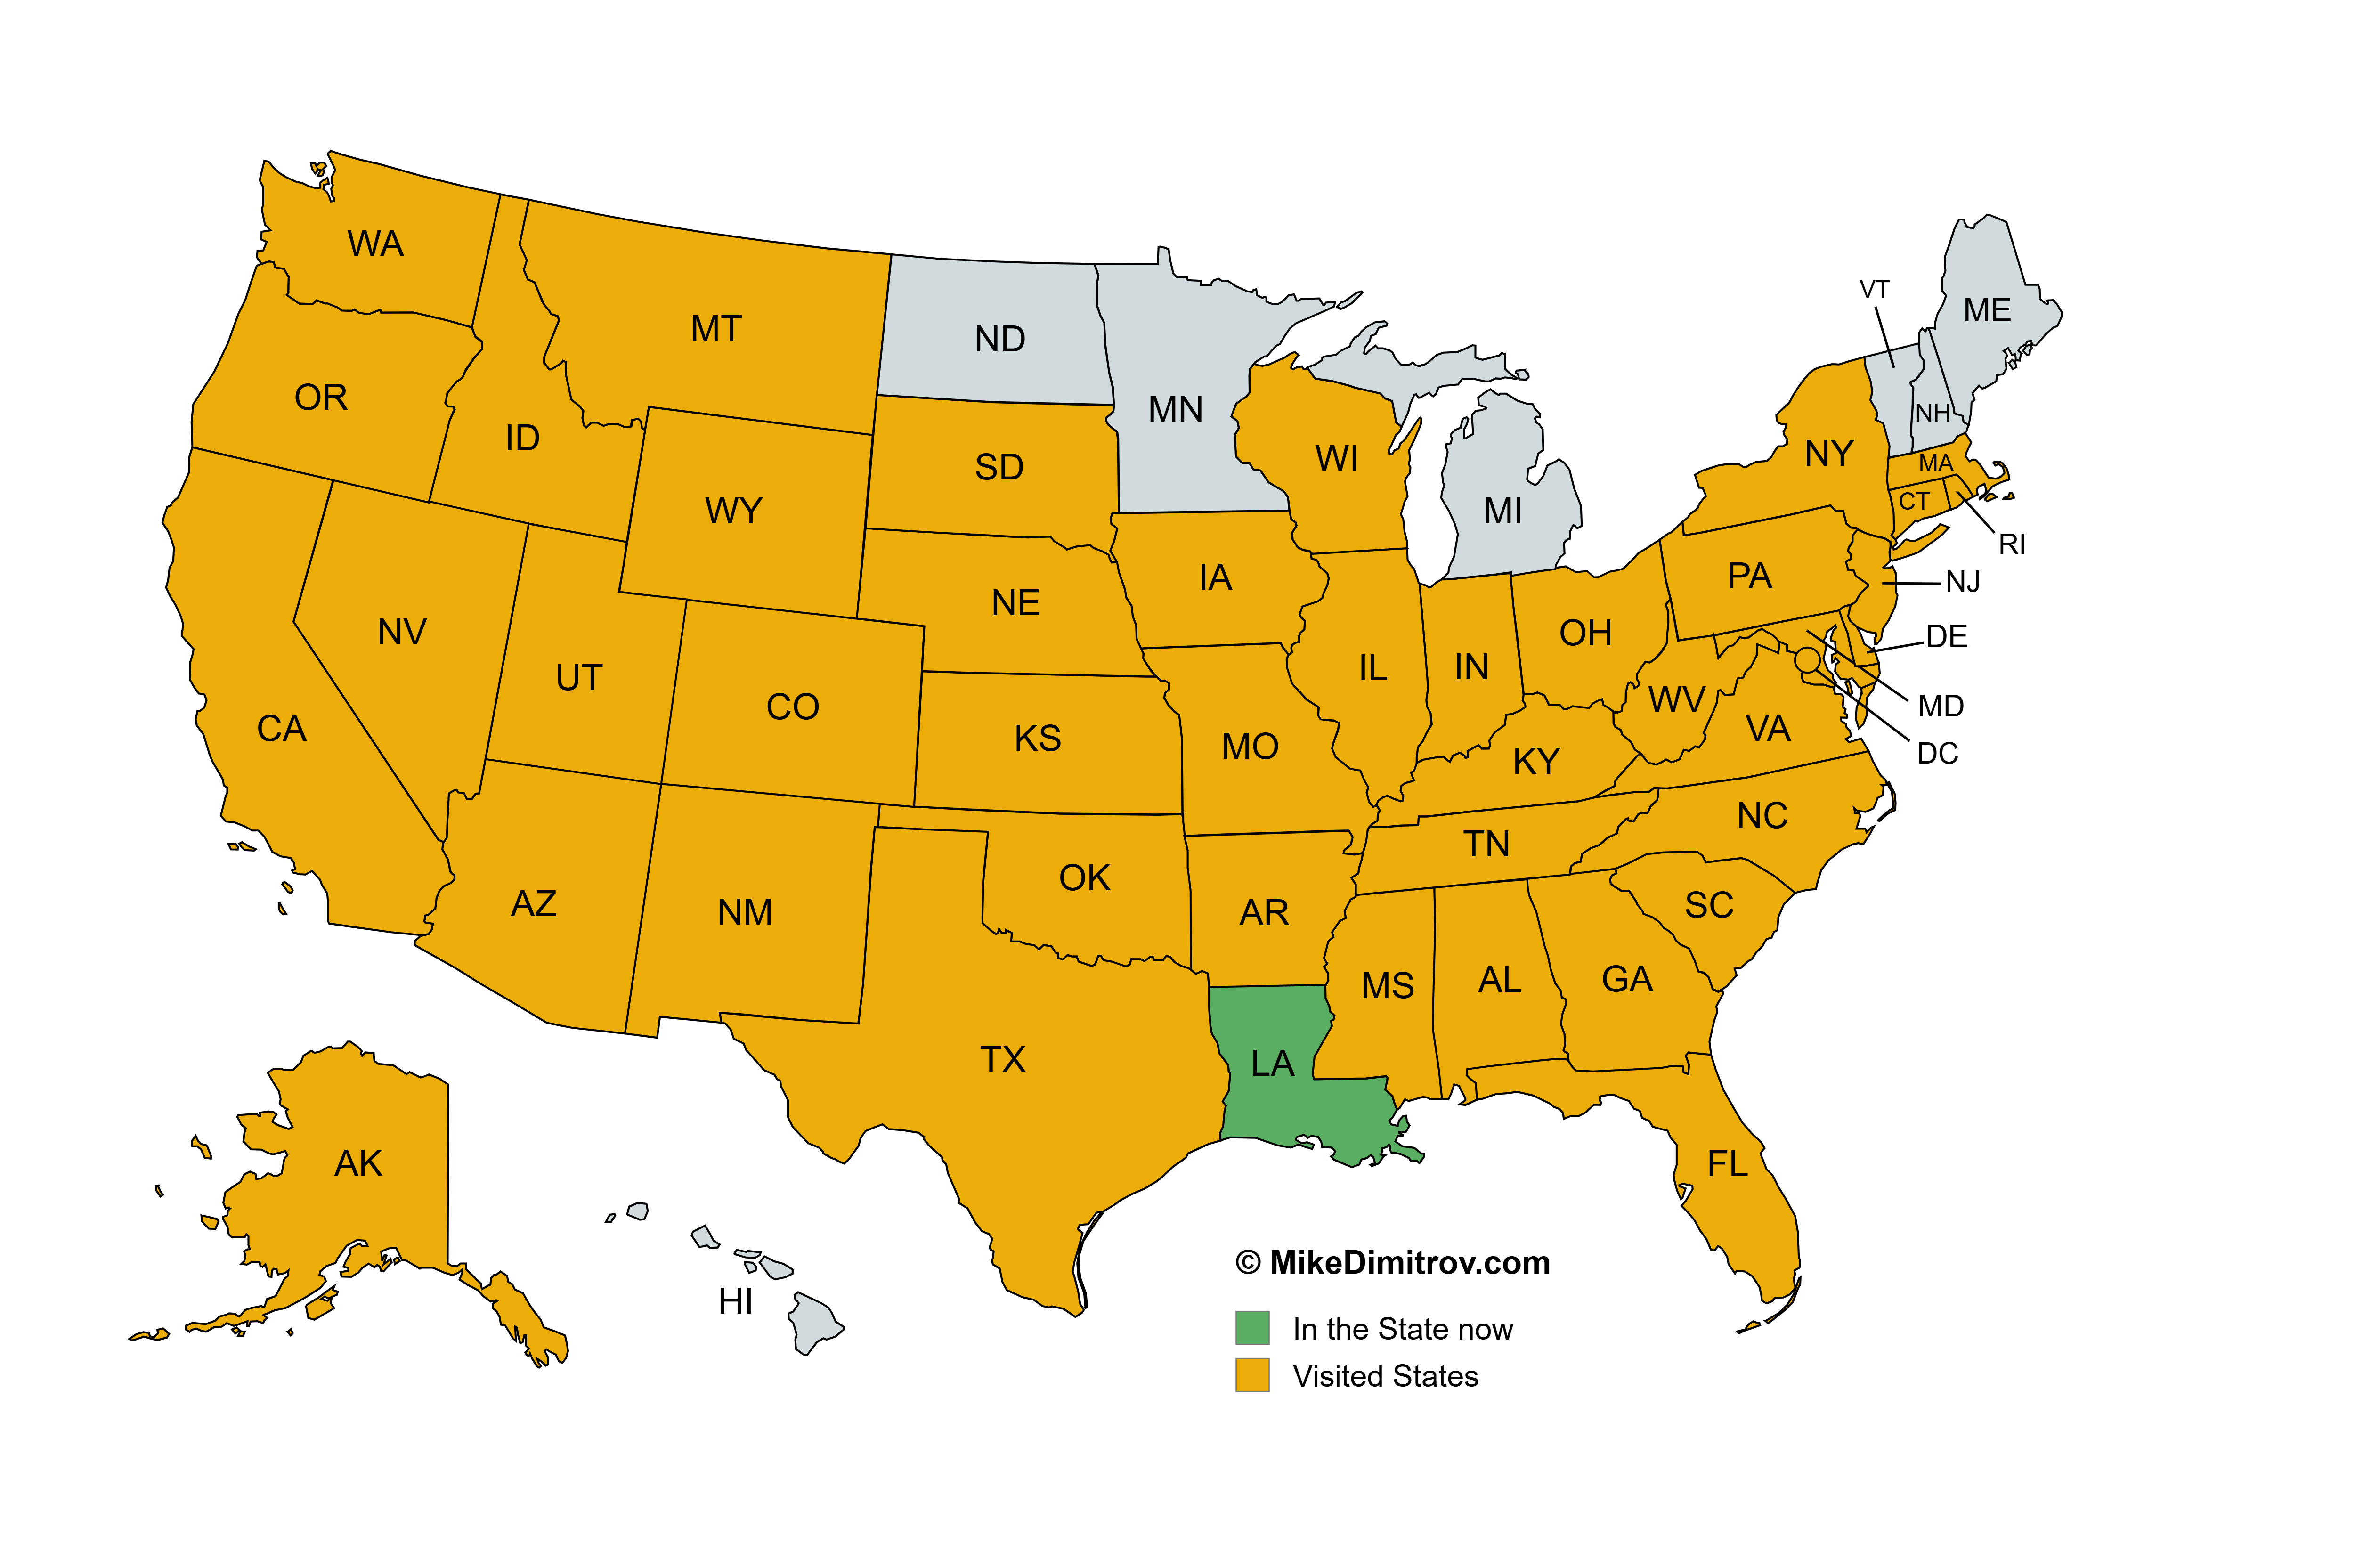 WA
MT
ND
MN
VT
ME
OR
ID
SD
WI
NH
WY
NY
MA
MI
CT
RI
IA
PA
NJ
NE
NV
OH
DE
UT
IL
IN
CO
WV
MD
CA
KS
MO
VA
KY
DC
NC
TN
OK
AZ
NM
AR
SC
MS
AL
GA
TX
LA
AK
FL
HI
© MikeDimitrov.com
In the State now
Visited States